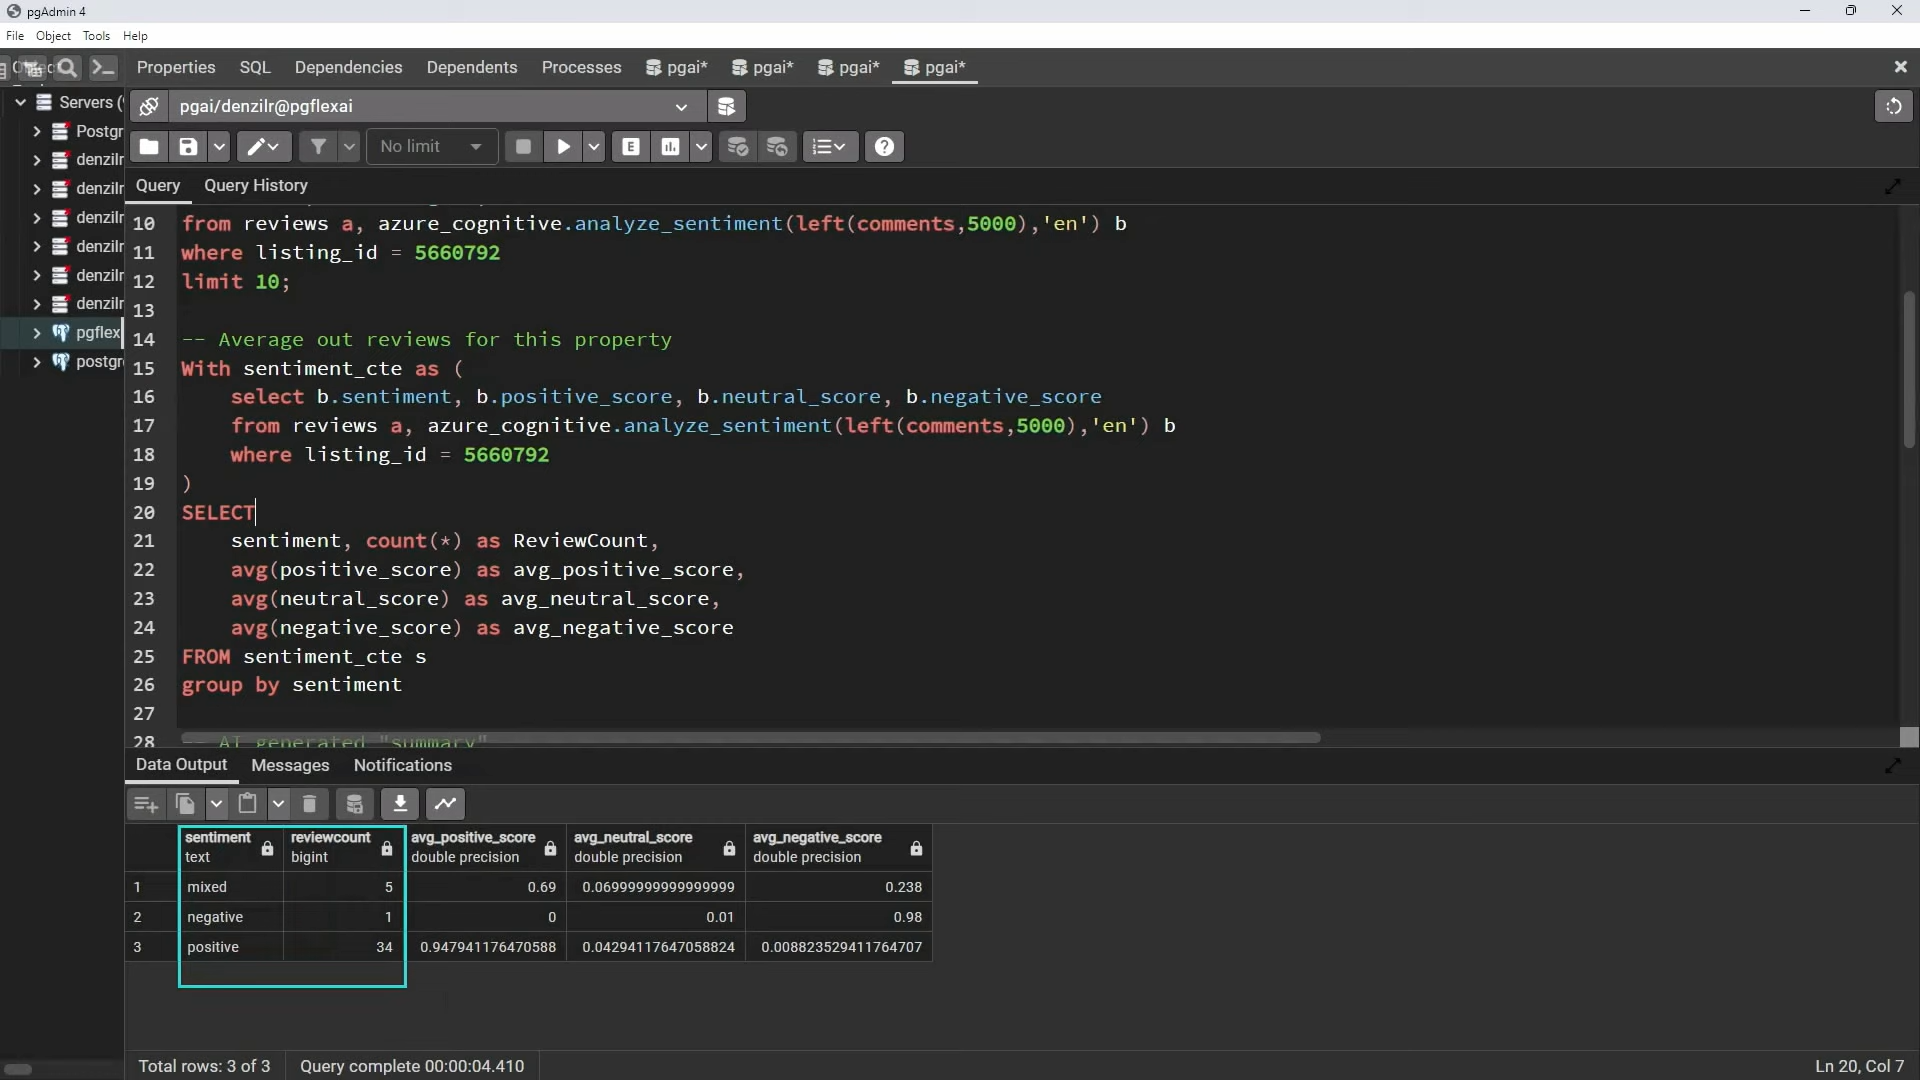 pgAdmin 4
File Object Tools Help
Properties SQL Dependencies Dependents Processes pgai* pgai* pgai* pgai*
Servers (
pgai/denzilr@pgflexai
Postgr
denzilr
No limit
E
denzilr
Query Query History
denzilr
denzilr
denzilr
denzilr
pgflex
postgr
10 from reviews a, azure_cognitive.analyze_sentiment(left(comments,5000),'en') b
11 where listing_id = 5660792
12 limit 10;
13
14 -- Average out reviews for this property
15 With sentiment_cte as (
16 select b.sentiment, b.positive_score, b.neutral_score, b.negative_score
17 from reviews a, azure_cognitive.analyze_sentiment(left(comments,5000),'en') b
18 where listing_id = 5660792
19 )
20 SELECT
21 sentiment, count(*) as ReviewCount,
22 avg(positive_score) as avg_positive_score,
23 avg(neutral_score) as avg_neutral_score,
24 avg(negative_score) as avg_negative_score
25 FROM sentiment_cte s
26 group by sentiment
27
28 -- AI generated "summary"
Data Output Messages Notifications
sentiment reviewcount avg_positive_score avg_neutral_score avg_negative_score
text bigint double precision double precision double precision
1 mixed 5 0.69 0.06999999999999999 0.238
2 negative 1 0 0.01 0.98
3 positive 34 0.947941176470588 0.04294117647058824 0.008823529411764707
Total rows: 3 of 3 Query complete 00:00:04.410 Ln 20, Col 7